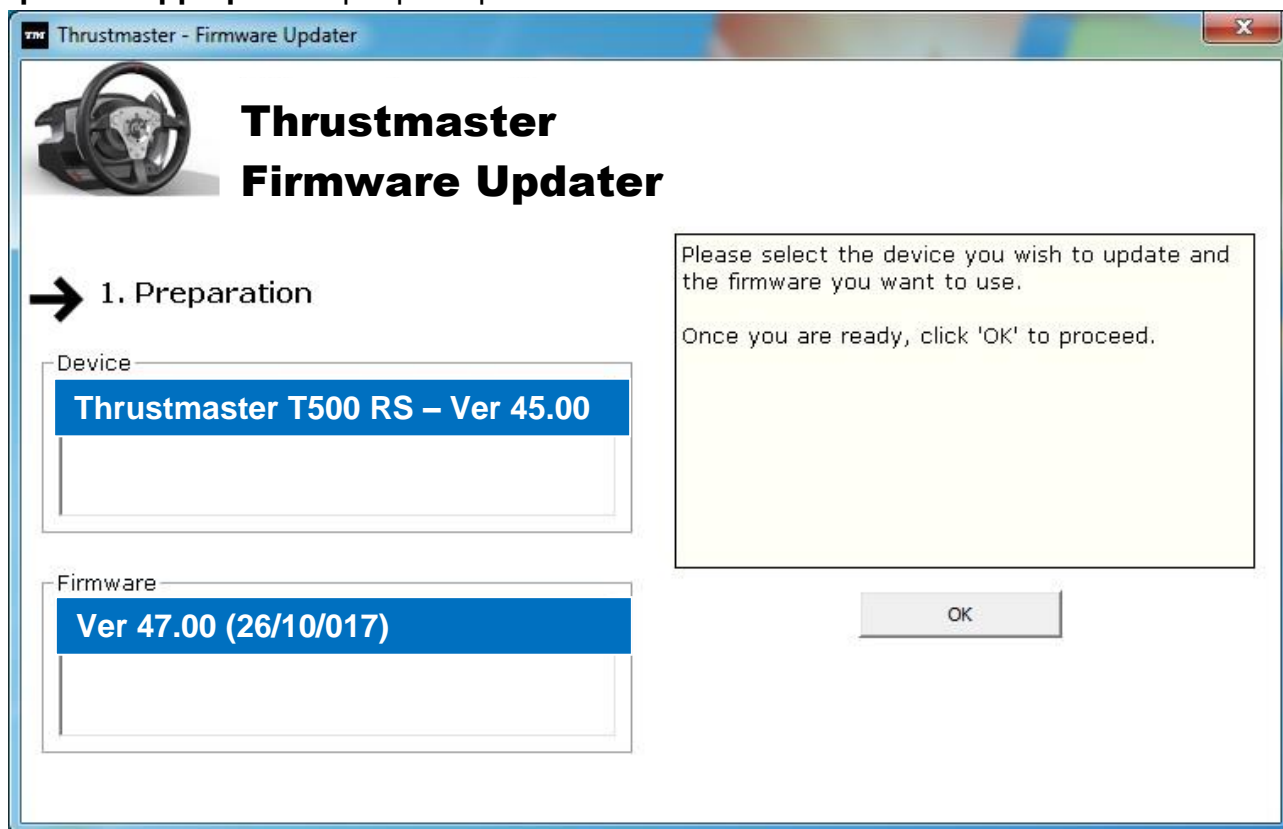 Thrustmaster - Firmware Updater
Thrustmaster
Firmware Updater
1. Preparation
Please select the device you wish to update and
the firmware you want to use.
Once you are ready, click 'OK' to proceed.
Device
Thrustmaster T500 RS – Ver 45.00
Firmware
Ver 47.00 (26/10/017)
OK